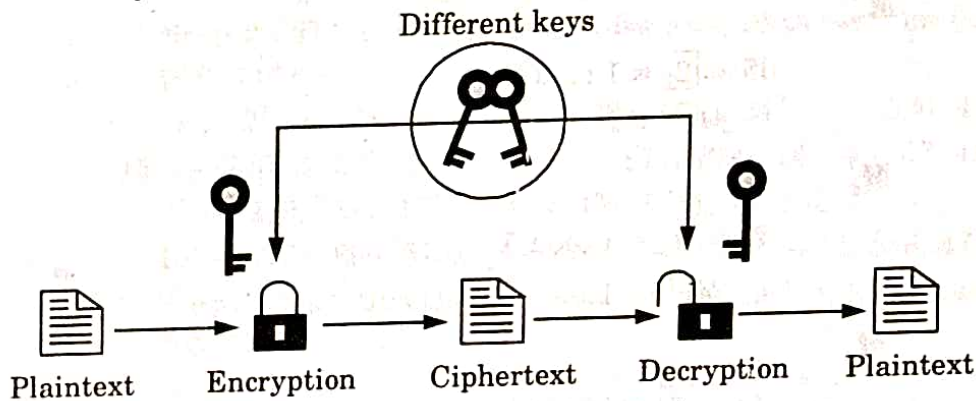 Different keys
Plaintext
Encryption
Ciphertext
Decryption
Plaintext